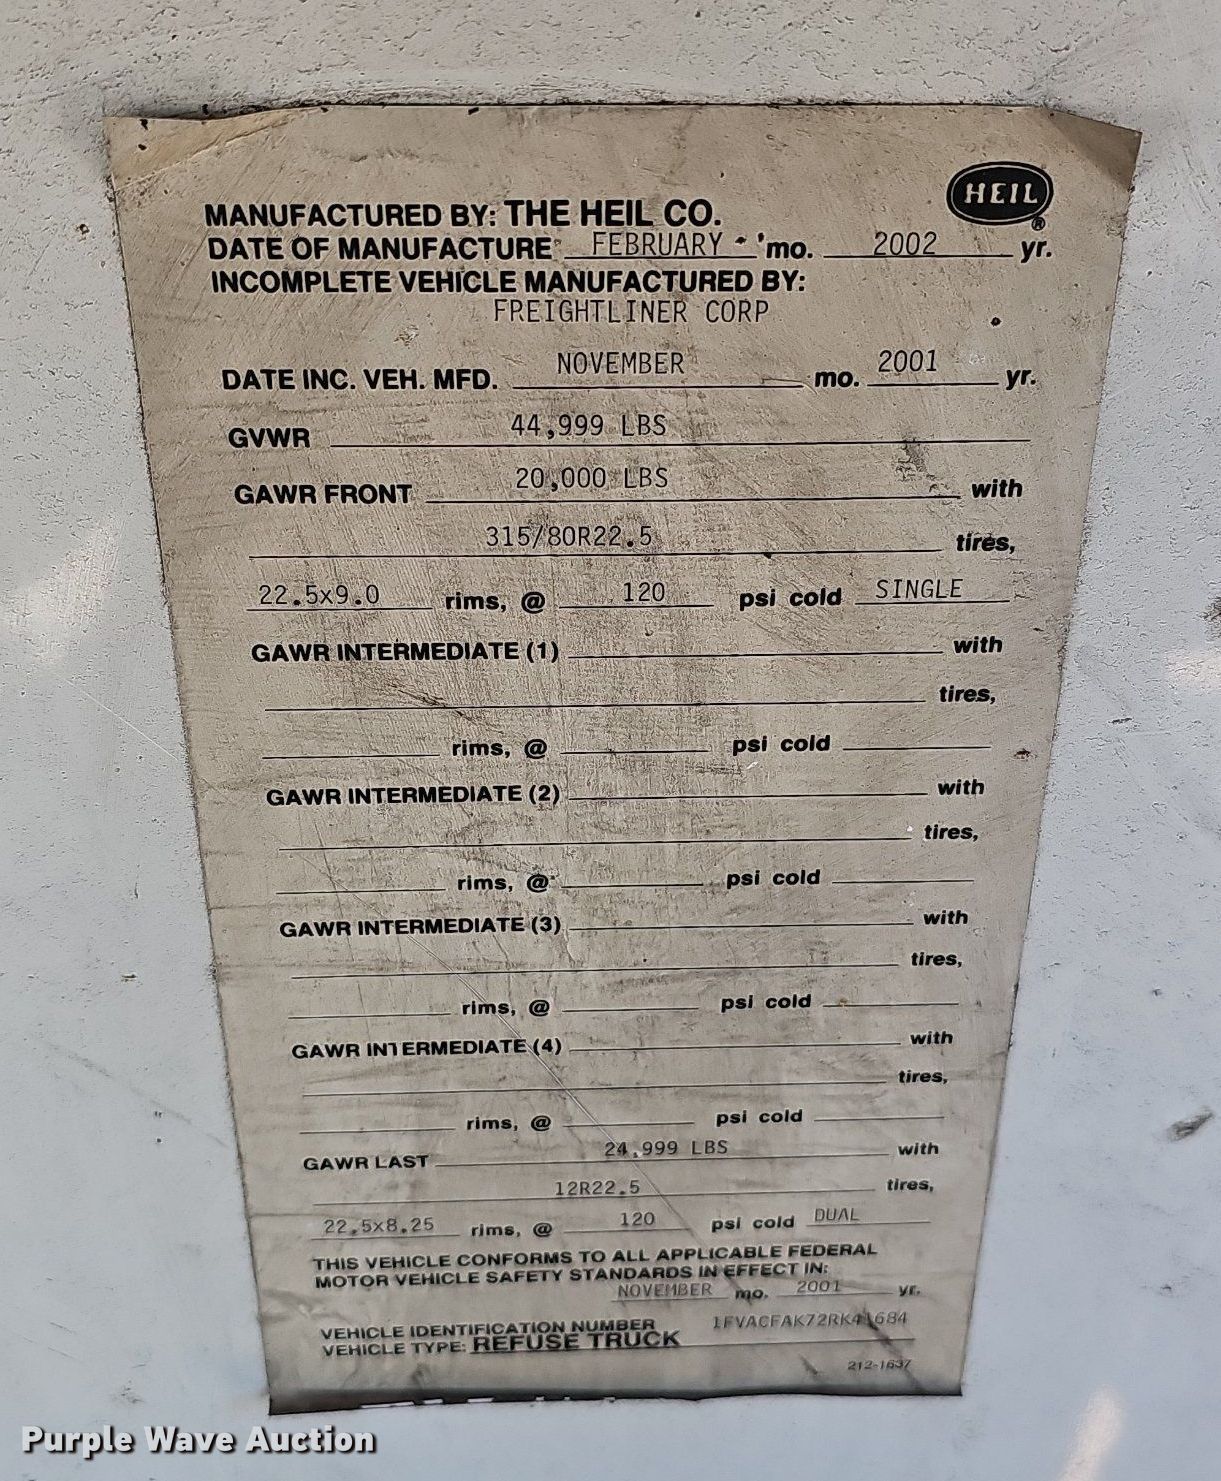 HEIL
®
MANUFACTURED BY: THE HEIL CO.
DATE OF MANUFACTURE FEBRUARY mo. 2002 yr.
INCOMPLETE VEHICLE MANUFACTURED BY:
FREIGHTLINER CORP
DATE INC. VEH. MFD. NOVEMBER mo. 2001 yr.
GVWR 44,999 LBS
GAWR FRONT 20,000 LBS with
315/80R22.5 tires,
22.5x9.0 rims, @ 120 psi cold SINGLE
GAWR INTERMEDIATE (1) with
tires,
rims, @ psi cold
GAWR INTERMEDIATE (2) with
tires,
rims, @ psi cold
GAWR INTERMEDIATE (3) with
tires,
rims, @ psi cold
GAWR INTERMEDIATE (4) with
tires,
rims, @ psi cold
GAWR LAST 24,999 LBS with
12R22.5 tires,
22.5x8.25 rims, @ 120 psi cold DUAL
THIS VEHICLE CONFORMS TO ALL APPLICABLE FEDERAL
MOTOR VEHICLE SAFETY STANDARDS IN EFFECT IN:
NOVEMBER mo. 2001 yr.
VEHICLE IDENTIFICATION NUMBER 1FVACFAK72RK41684
VEHICLE TYPE: REFUSE TRUCK
212-1637
Purple Wave Auction